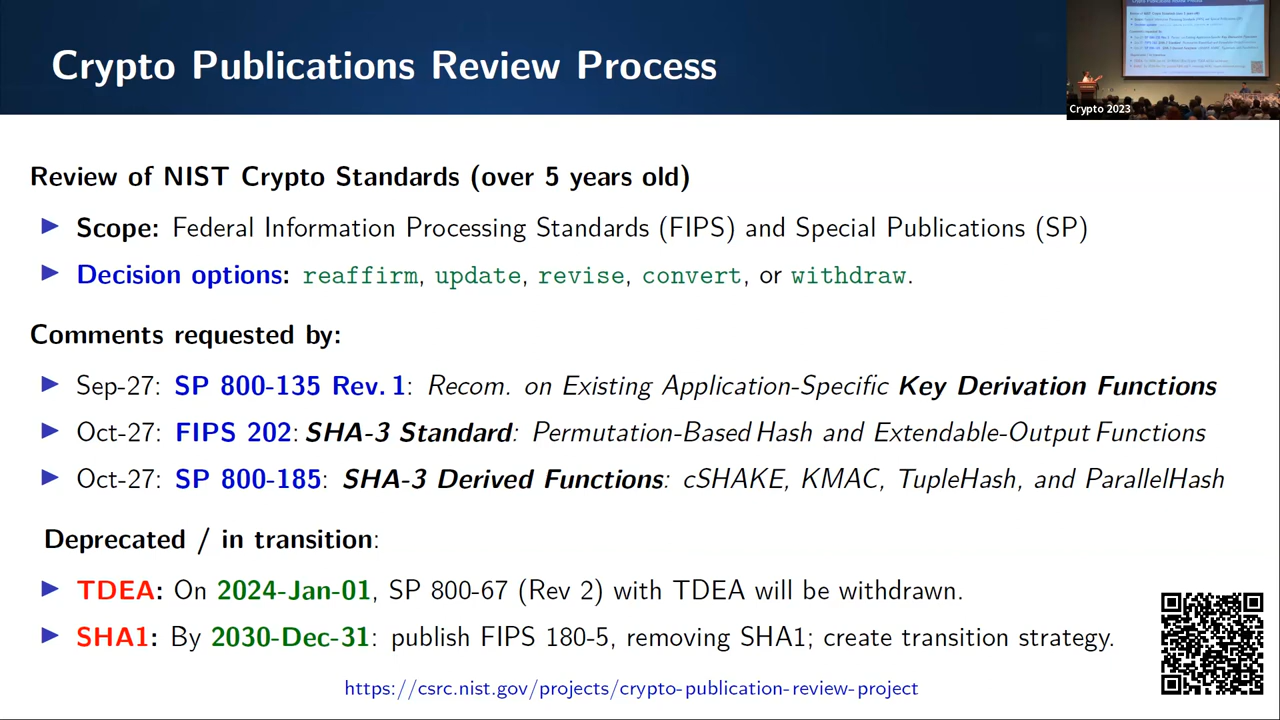 Crypto Publications Review Process
Crypto 2023
Review of NIST Crypto Standards (over 5 years old)
▶ Scope: Federal Information Processing Standards (FIPS) and Special Publications (SP)
▶ Decision options: reaffirm, update, revise, convert, or withdraw.
Comments requested by:
▶ Sep-27: SP 800-135 Rev. 1: Recom. on Existing Application-Specific Key Derivation Functions
▶ Oct-27: FIPS 202: SHA-3 Standard: Permutation-Based Hash and Extendable-Output Functions
▶ Oct-27: SP 800-185: SHA-3 Derived Functions: cSHAKE, KMAC, TupleHash, and ParallelHash
Deprecated / in transition:
▶ TDEA: On 2024-Jan-01, SP 800-67 (Rev 2) with TDEA will be withdrawn.
▶ SHA1: By 2030-Dec-31: publish FIPS 180-5, removing SHA1; create transition strategy.
https://csrc.nist.gov/projects/crypto-publication-review-project